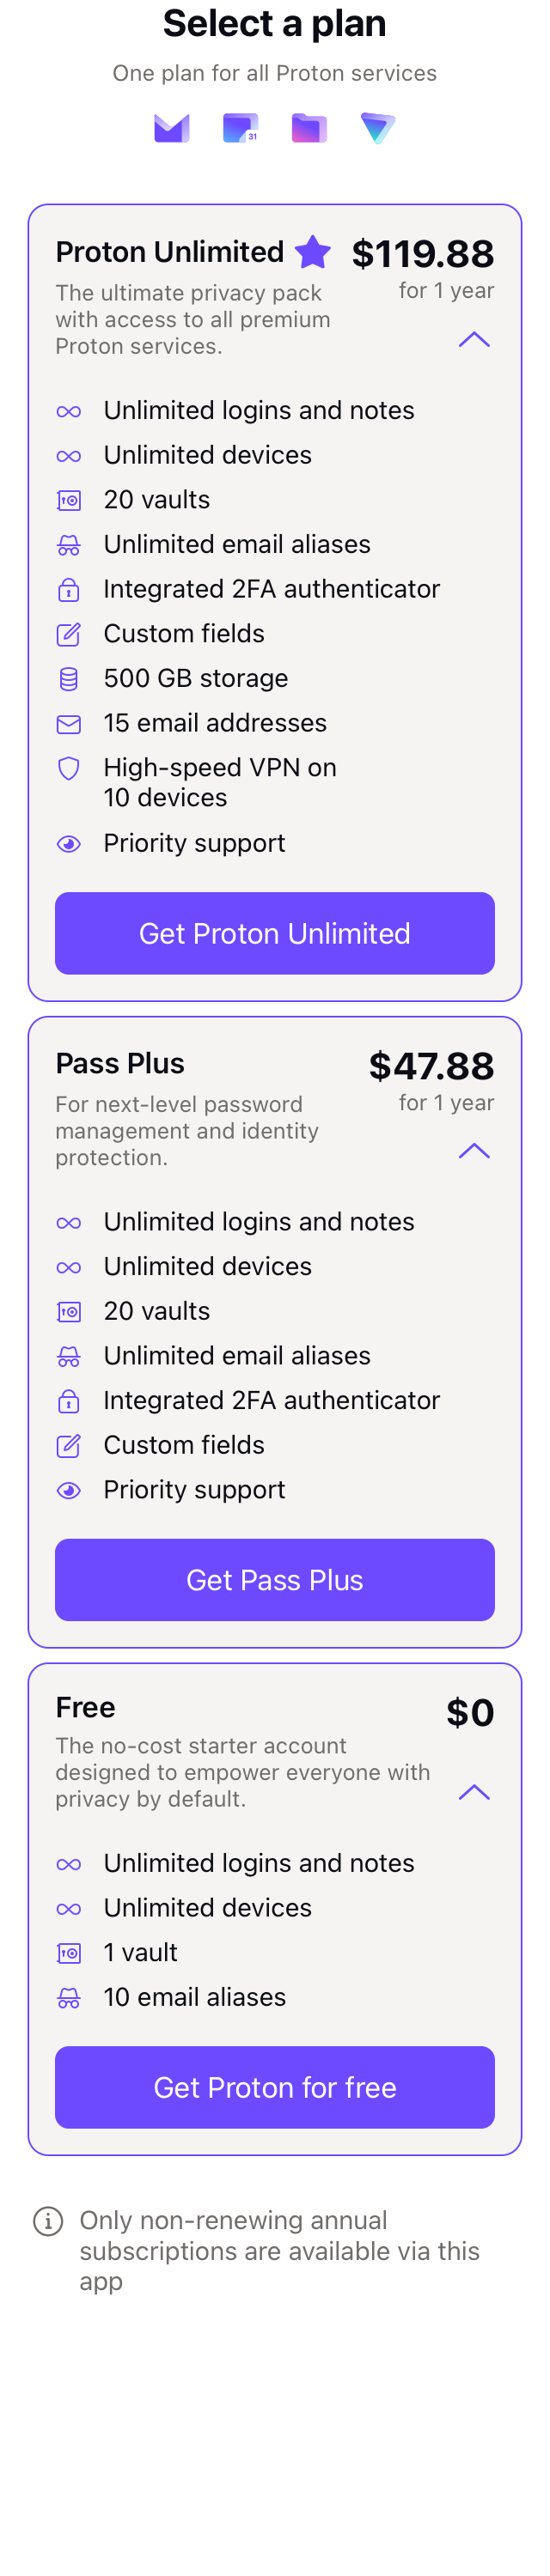 Select a plan
One plan for all Proton services
31
Proton Unlimited
$119.88
for 1 year
The ultimate privacy pack
with access to all premium
Proton services.
Unlimited logins and notes
Unlimited devices
20 vaults
Unlimited email aliases
Integrated 2FA authenticator
Custom fields
500 GB storage
15 email addresses
High-speed VPN on
10 devices
Priority support
Get Proton Unlimited
Pass Plus
$47.88
for 1 year
For next-level password
management and identity
protection.
Unlimited logins and notes
Unlimited devices
20 vaults
Unlimited email aliases
Integrated 2FA authenticator
Custom fields
Priority support
Get Pass Plus
Free
$0
The no-cost starter account
designed to empower everyone with
privacy by default.
Unlimited logins and notes
Unlimited devices
1 vault
10 email aliases
Get Proton for free
Only non-renewing annual
subscriptions are available via this
app